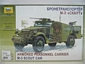 БРОНЕТРАНСПОРТЕР
М-3 «СКАУТ»
ARMORED PERSONNEL CARRIER
M-3 SCOUT CAR